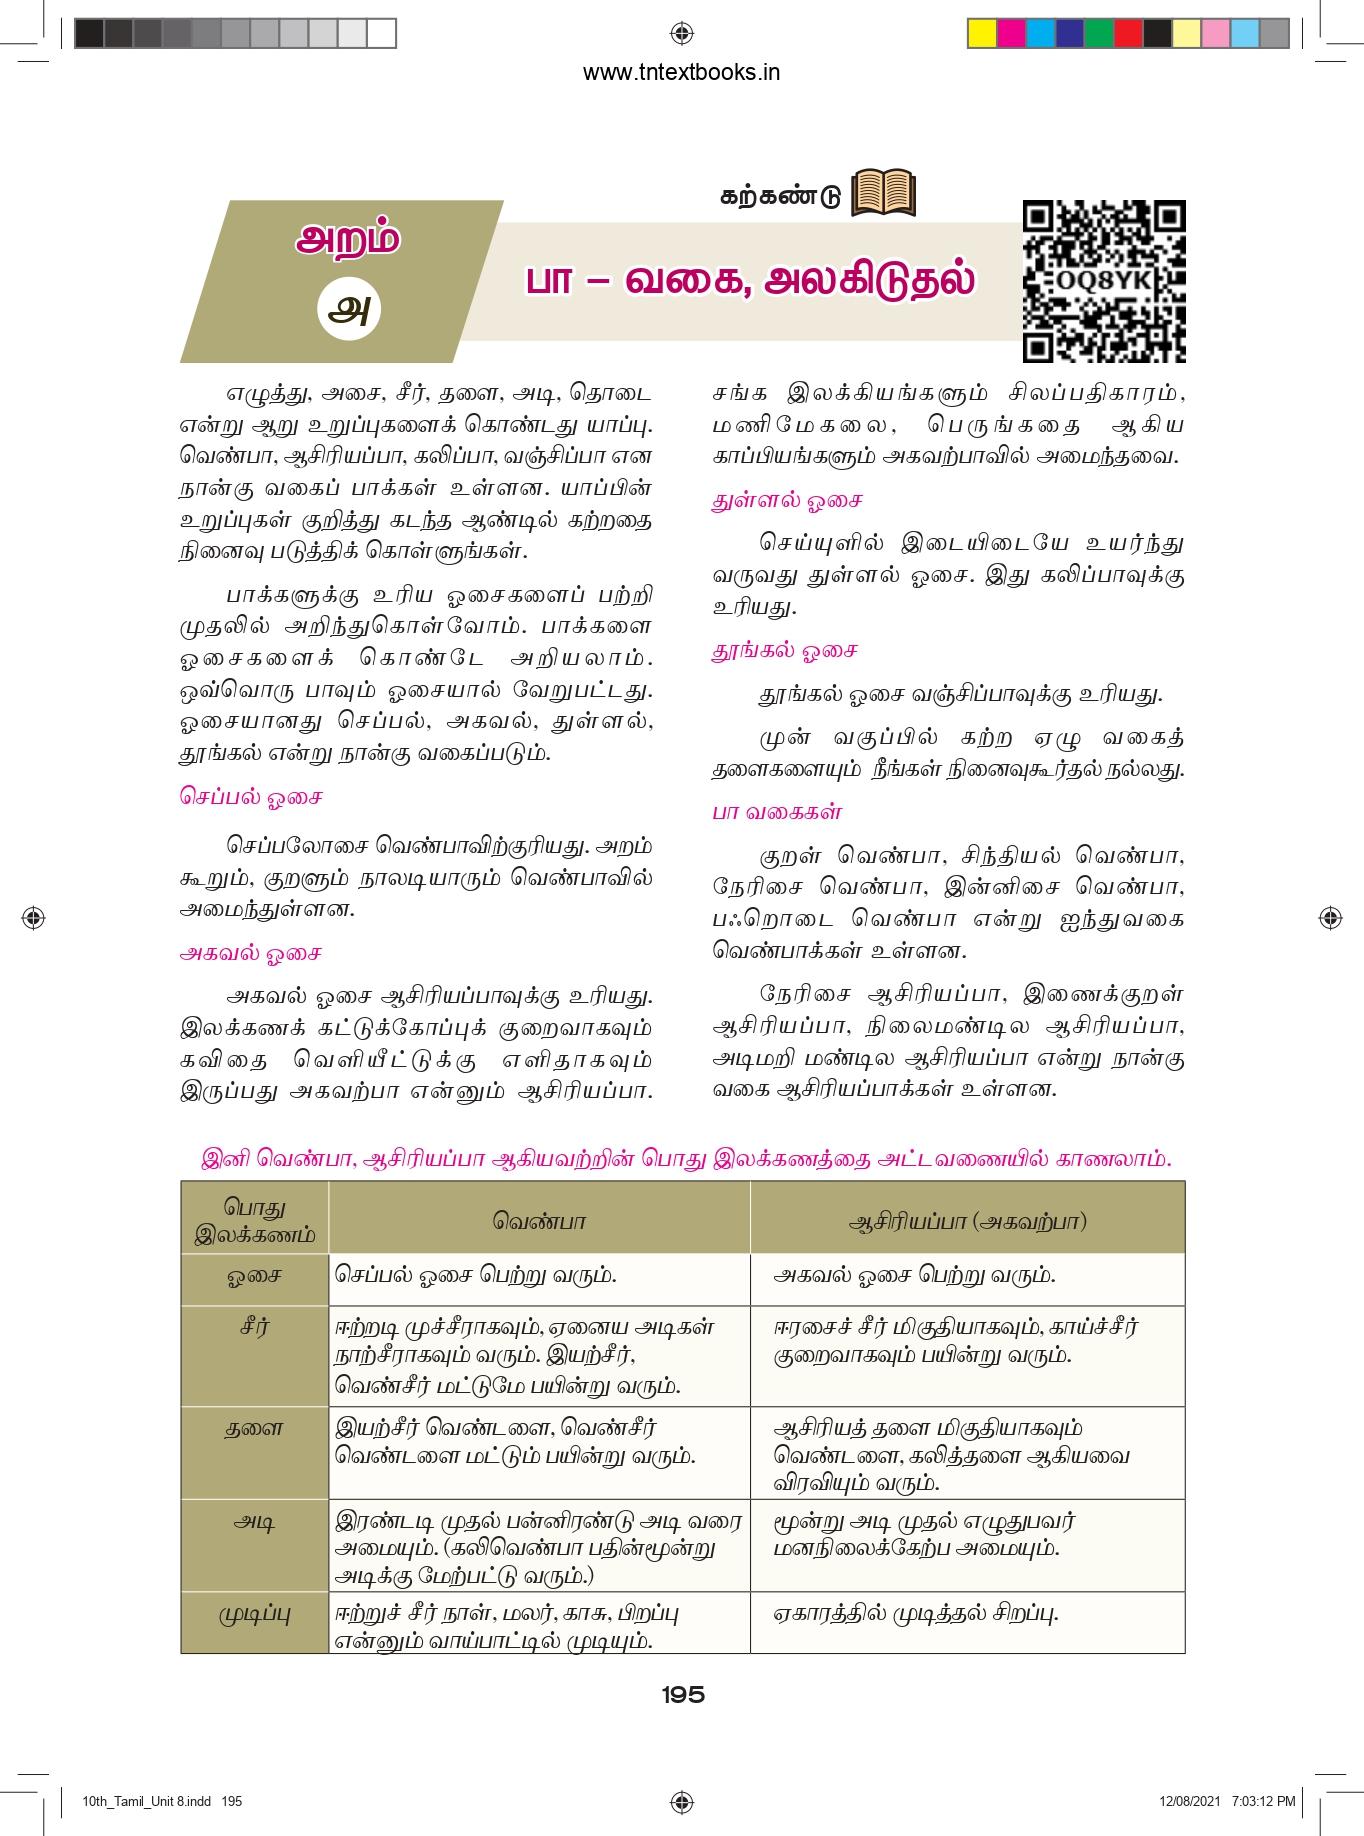 www.tntextbooks.in
கற்கண்டு
அறம்
அ
பா – வகை, அலகிடுதல்
OQ8YK
எழுத்து, அசை, சீர், தளை, அடி, தொடை
என்று ஆறு உறுப்புகளைக் கொண்டது யாப்பு.
வெண்பா, ஆசிரியப்பா, கலிப்பா, வஞ்சிப்பா என
நான்கு வகைப் பாக்கள் உள்ளன. யாப்பின்
உறுப்புகள் குறித்து கடந்த ஆண்டில் கற்றதை
நினைவு படுத்திக் கொள்ளுங்கள்.
பாக்களுக்கு உரிய ஓசைகளைப் பற்றி
முதலில் அறிந்துகொள்வோம். பாக்களை
ஓசைகளைக் கொண்டே அறியலாம்.
ஒவ்வொரு பாவும் ஓசையால் வேறுபட்டது.
ஓசையானது செப்பல், அகவல், துள்ளல்,
தூங்கல் என்று நான்கு வகைப்படும்.
செப்பல் ஓசை
செப்பலோசை வெண்பாவிற்குரியது. அறம்
கூறும், குறளும் நாலடியாரும் வெண்பாவில்
அமைந்துள்ளன.
அகவல் ஓசை
அகவல் ஓசை ஆசிரியப்பாவுக்கு உரியது.
இலக்கணக் கட்டுக்கோப்புக் குறைவாகவும்
கவிதை வெளியீட்டுக்கு எளிதாகவும்
இருப்பது அகவற்பா என்னும் ஆசிரியப்பா.
சங்க இலக்கியங்களும் சிலப்பதிகாரம்,
மணிமேகலை, பெருங்கதை ஆகிய
காப்பியங்களும் அகவற்பாவில் அமைந்தவை.
துள்ளல் ஓசை
செய்யுளில் இடையிடையே உயர்ந்து
வருவது துள்ளல் ஓசை. இது கலிப்பாவுக்கு
உரியது.
தூங்கல் ஓசை
தூங்கல் ஓசை வஞ்சிப்பாவுக்கு உரியது.
முன் வகுப்பில் கற்ற ஏழு வகைத்
தளைகளையும் நீங்கள் நினைவுகூர்தல் நல்லது.
பா வகைகள்
குறள் வெண்பா, சிந்தியல் வெண்பா,
நேரிசை வெண்பா, இன்னிசை வெண்பா,
பஃறொடை வெண்பா என்று ஐந்துவகை
வெண்பாக்கள் உள்ளன.
நேரிசை ஆசிரியப்பா, இணைக்குறள்
ஆசிரியப்பா, நிலைமண்டில ஆசிரியப்பா,
அடிமறி மண்டில ஆசிரியப்பா என்று நான்கு
வகை ஆசிரியப்பாக்கள் உள்ளன.
இனி வெண்பா, ஆசிரியப்பா ஆகியவற்றின் பொது இலக்கணத்தை அட்டவணையில் காணலாம்.
பொது
இலக்கணம்
வெண்பா
ஆசிரியப்பா (அகவற்பா)
ஓசை
செப்பல் ஓசை பெற்று வரும்.
அகவல் ஓசை பெற்று வரும்.
சீர்
ஈற்றடி முச்சீராகவும், ஏனைய அடிகள்
நாற்சீராகவும் வரும். இயற்சீர்,
வெண்சீர் மட்டுமே பயின்று வரும்.
ஈரசைச் சீர் மிகுதியாகவும், காய்ச்சீர்
குறைவாகவும் பயின்று வரும்.
தளை
இயற்சீர் வெண்டளை, வெண்சீர்
வெண்டளை மட்டும் பயின்று வரும்.
ஆசிரியத் தளை மிகுதியாகவும்
வெண்டளை, கலித்தளை ஆகியவை
விரவியும் வரும்.
அடி
இரண்டடி முதல் பன்னிரண்டு அடி வரை
அமையும். (கலிவெண்பா பதின்மூன்று
அடிக்கு மேற்பட்டு வரும்.)
மூன்று அடி முதல் எழுதுபவர்
மனநிலைக்கேற்ப அமையும்.
முடிப்பு
ஈற்றுச் சீர் நாள், மலர், காசு, பிறப்பு
என்னும் வாய்பாட்டில் முடியும்.
ஏகாரத்தில் முடித்தல் சிறப்பு.
195
10th_Tamil_Unit 8.indd 195
12/08/2021 7:03:12 PM